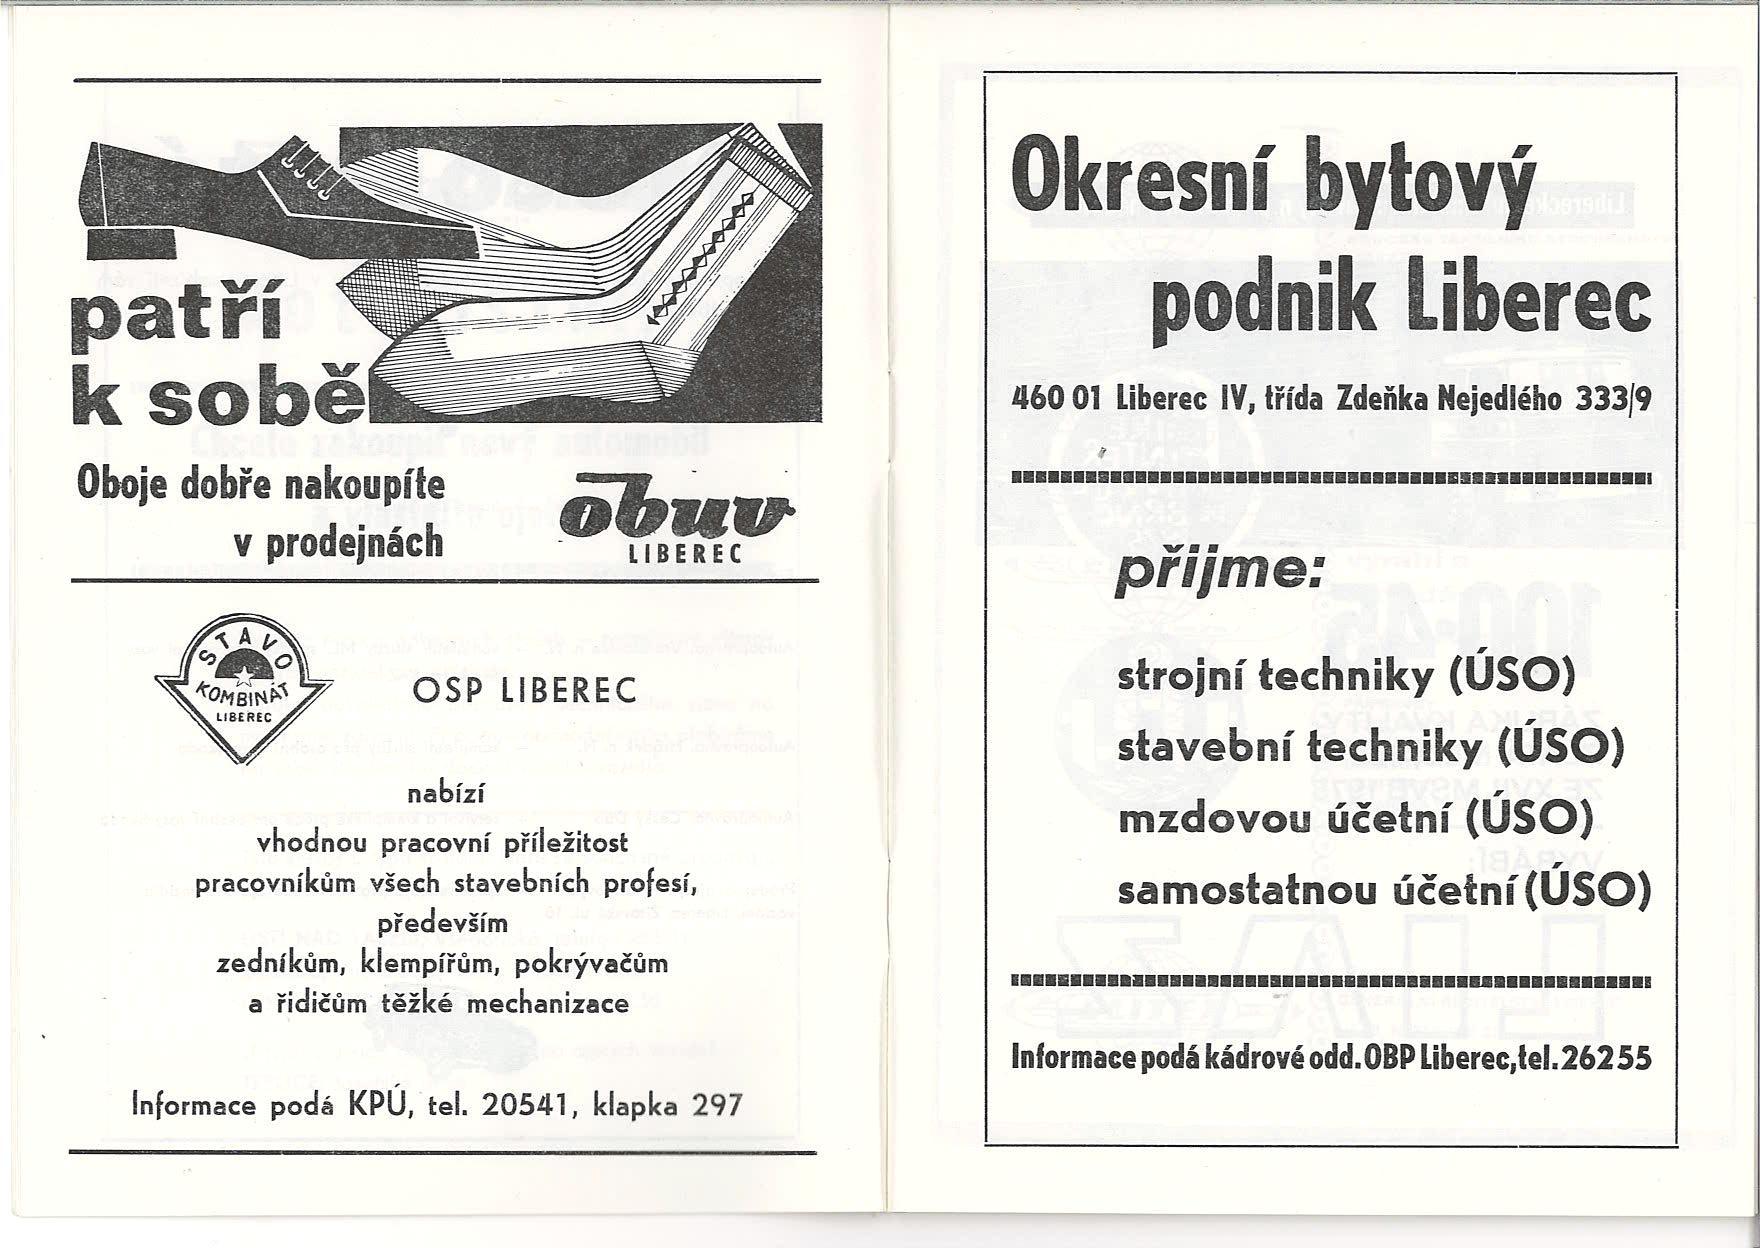 patří
k sobě
Oboje dobře nakoupíte
v prodejnách
obuv
LIBEREC
STAVO
KOMBINÁT
LIBEREC
OSP LIBEREC
nabízí
vhodnou pracovní příležitost
pracovníkům všech stavebních profesí,
především
zedníkům, klempířům, pokrývačům
a řidičům těžké mechanizace
Informace podá KPÚ, tel. 20541, klapka 297
Okresní bytový
podnik Liberec
460 01 Liberec IV, třída Zdeňka Nejedlého 333/9
přijme:
strojní techniky (ÚSO)
stavební techniky (ÚSO)
mzdovou účetní (ÚSO)
samostatnou účetní (ÚSO)
Informace podá kádrové odd. OBP Liberec, tel. 26255